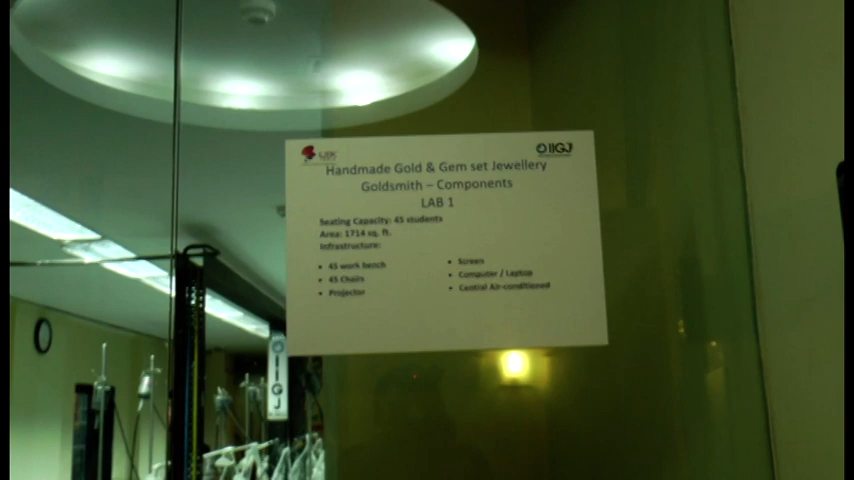 IIGJ
Handmade Gold & Gem set Jewellery
Goldsmith – Components
LAB 1
Seating Capacity: 45 students
Area: 1714 sq. ft.
Infrastructure:
• 45 work bench
• 45 Chairs
• Projector
• Screen
• Computer / Laptop
• Central Air-conditioned
IIGJ